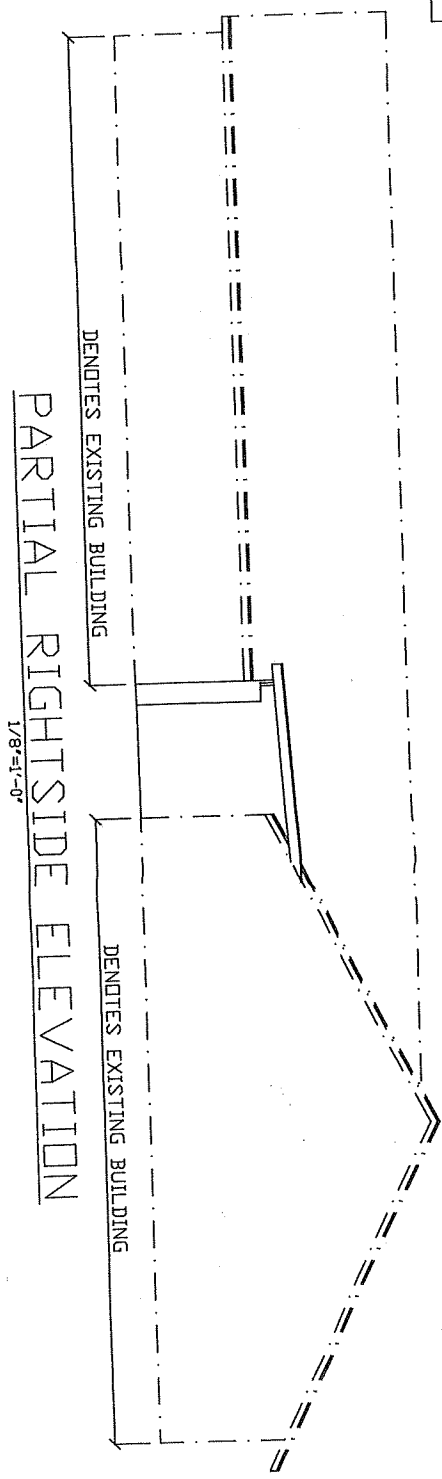 DENOTES EXISTING BUILDING
DENOTES EXISTING BUILDING
PARTIAL RIGHTSIDE ELEVATION
1/8"=1'-0"